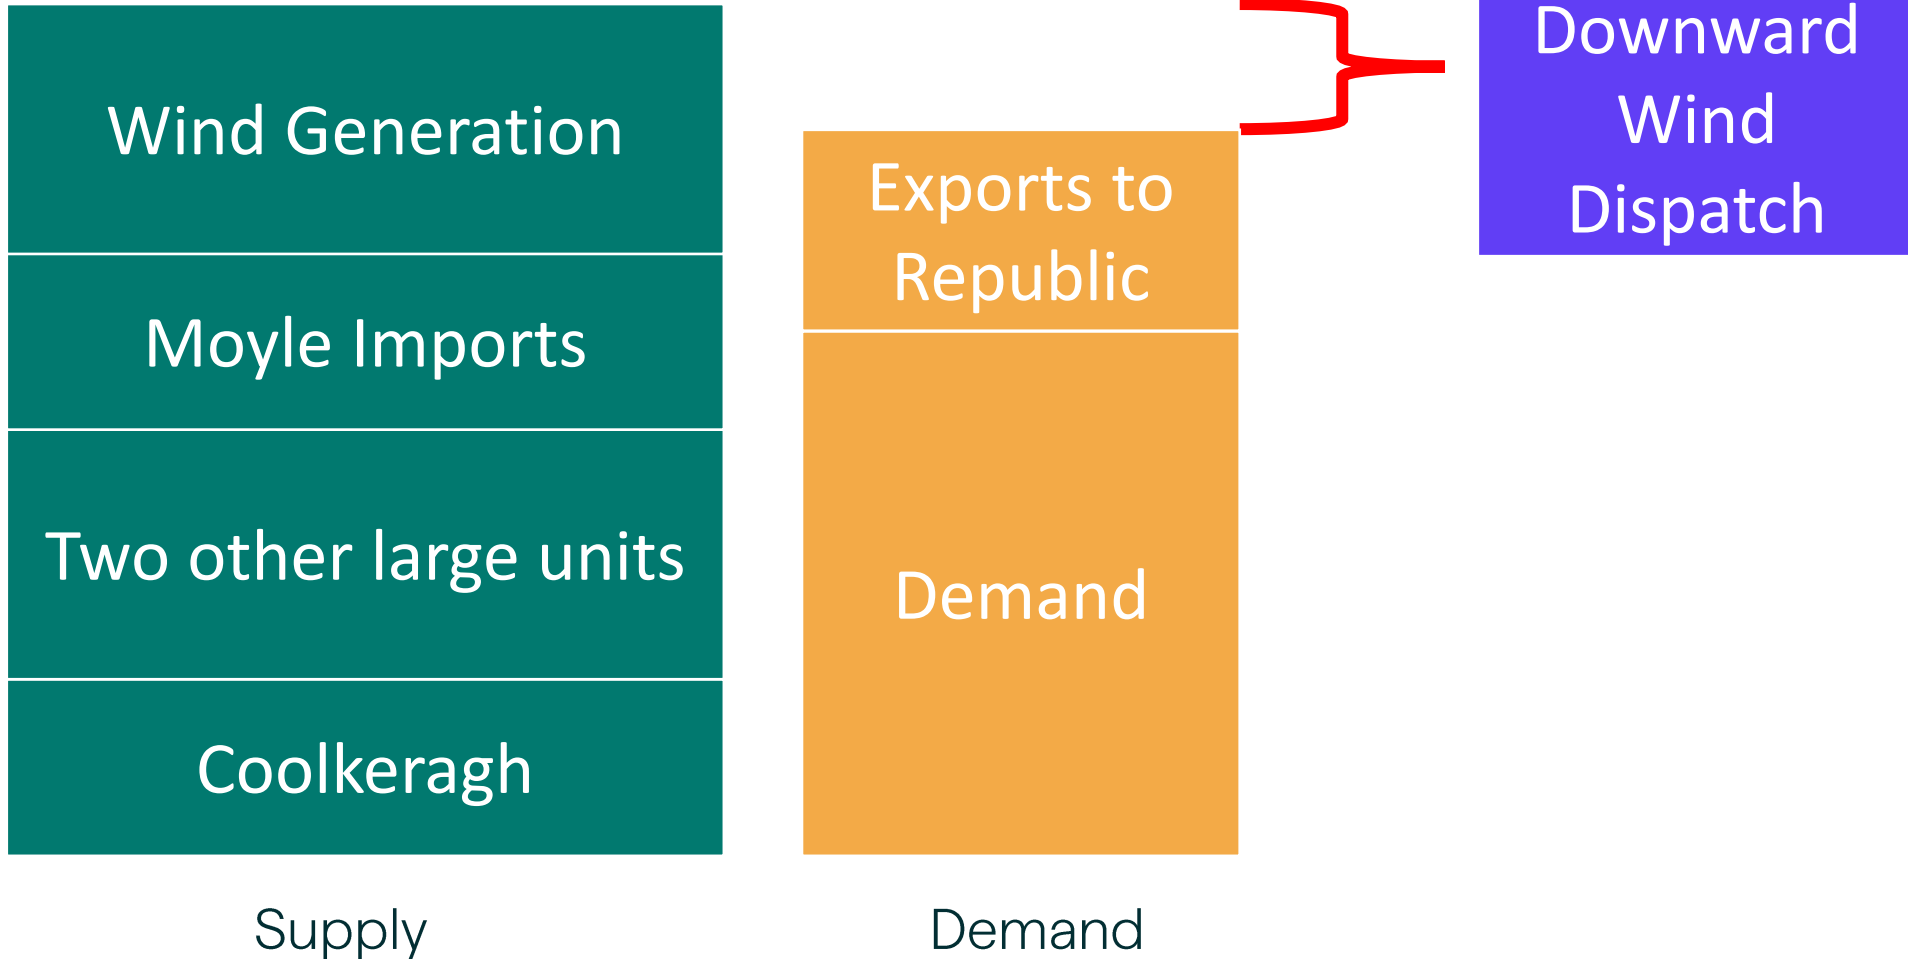 Wind Generation
Moyle Imports
Two other large units
Coolkeragh
Supply
Exports to
Republic
Demand
Demand
Downward
Wind
Dispatch